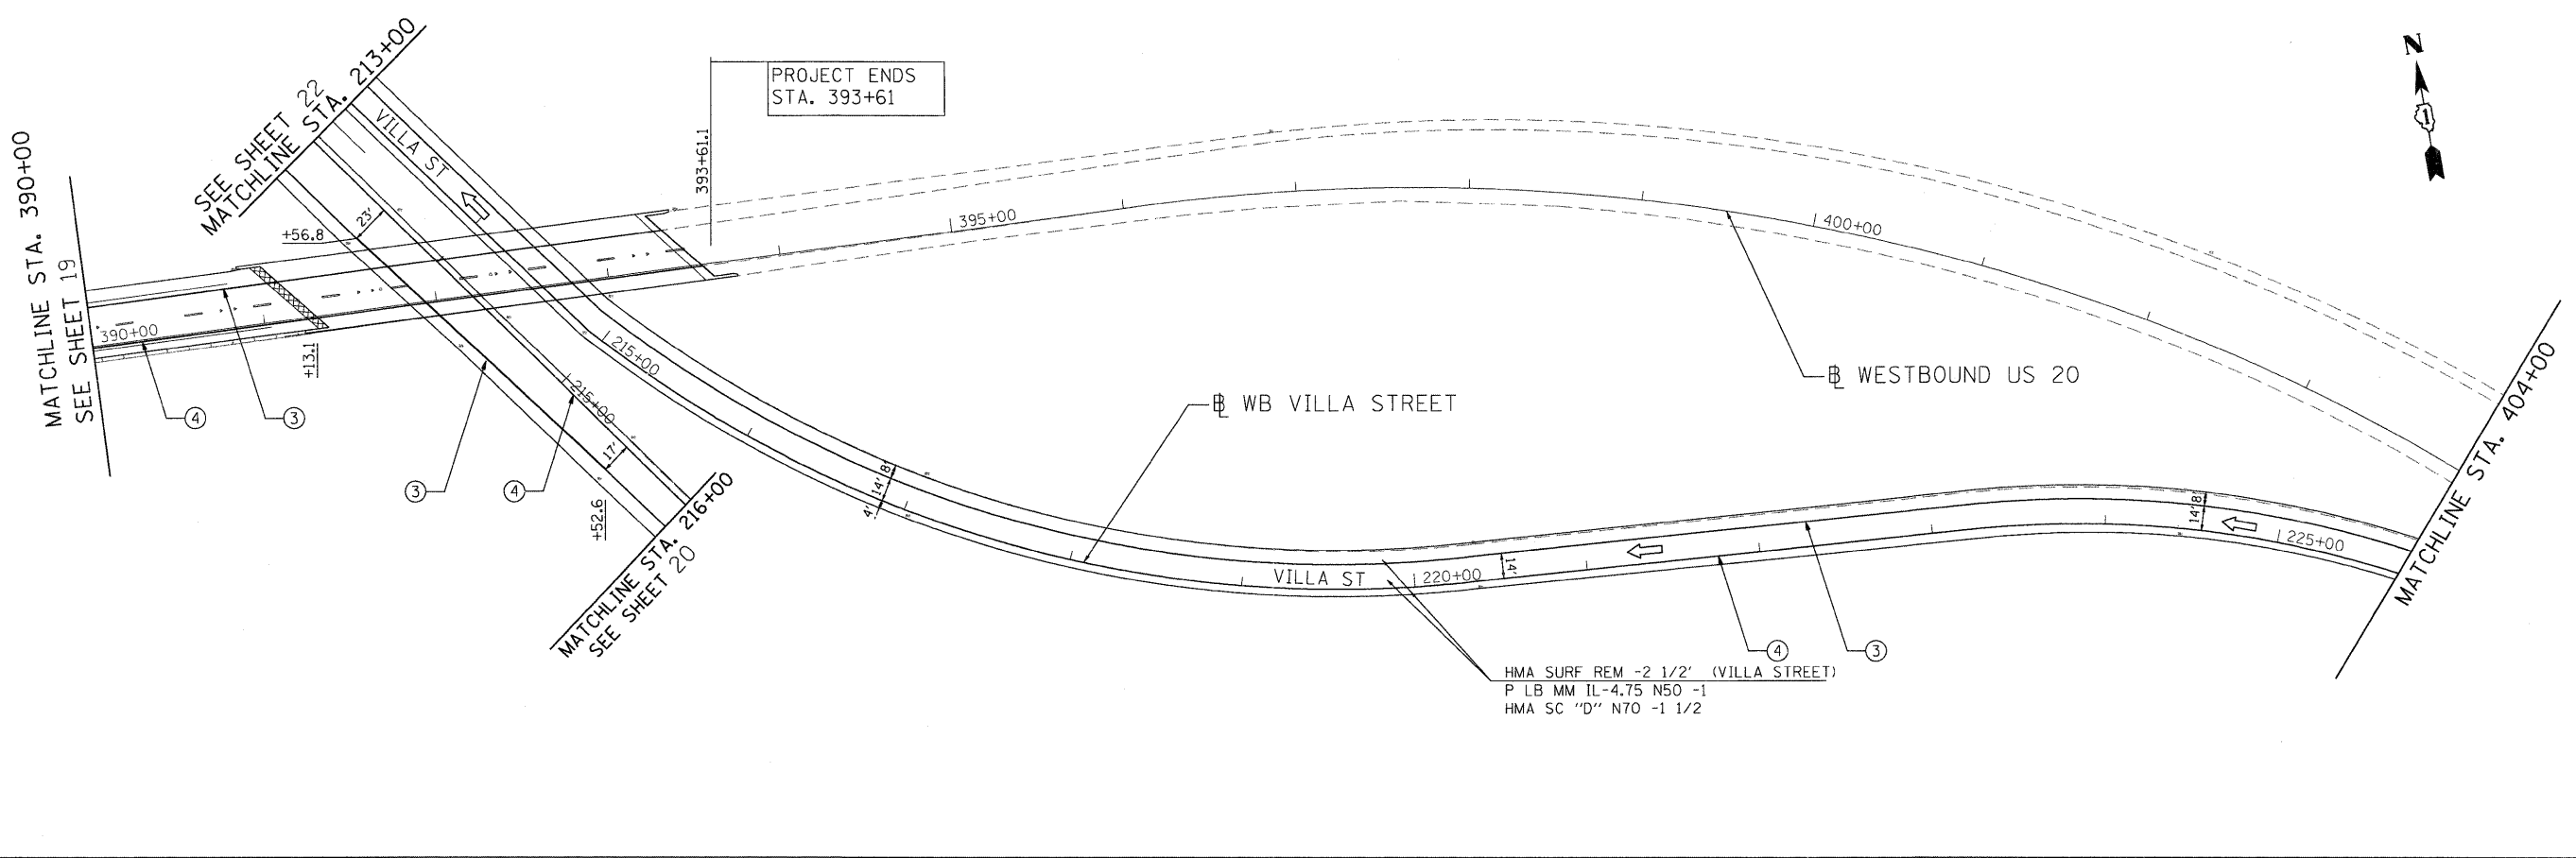 MATCHLINE STA. 390+00
SEE SHEET 19
SEE SHEET 22
MATCHLINE STA. 213+00
VILLA ST
PROJECT ENDS
STA. 393+61
393+61.1
N
1
23'
+56.8
395+00
400+00
390+00
+13.1
215+00
215+00
4
3
3
4
17'
+52.6
MATCHLINE STA. 216+00
SEE SHEET 20
℄ WESTBOUND US 20
℄ WB VILLA STREET
8'
14'
4'
VILLA ST
220+00
14'
8'
14'
225+00
MATCHLINE STA. 404+00
4
3
HMA SURF REM -2 1/2' (VILLA STREET)
P LB MM IL-4.75 N50 -1
HMA SC "D" N70 -1 1/2